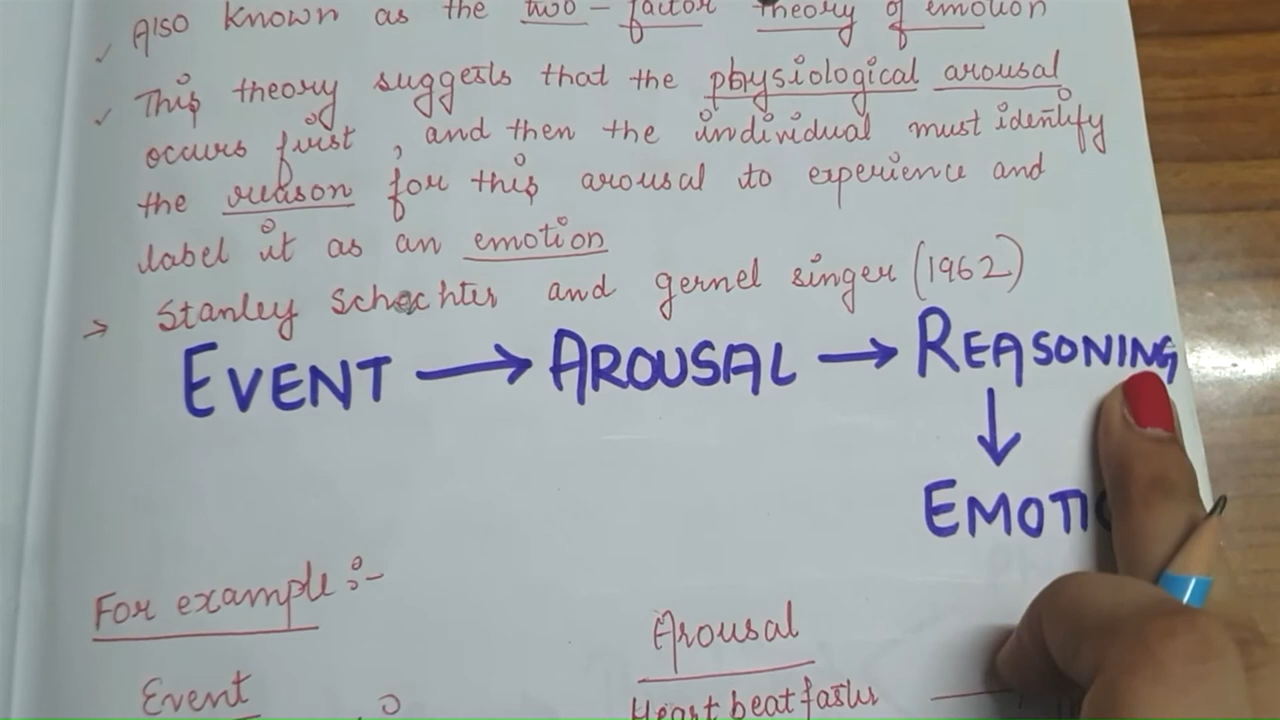 Also known as the two-factor theory of emotion
This theory suggests that the physiological arousal
occurs first, and then the individual must identify
the reason for this arousal to experience and
label it as an emotion
→ Stanley Schechter and gernel singer (1962)
EVENT → AROUSAL → REASONING
↓
EMOTI
For example :-
Arousal
Event
Heart beat faster